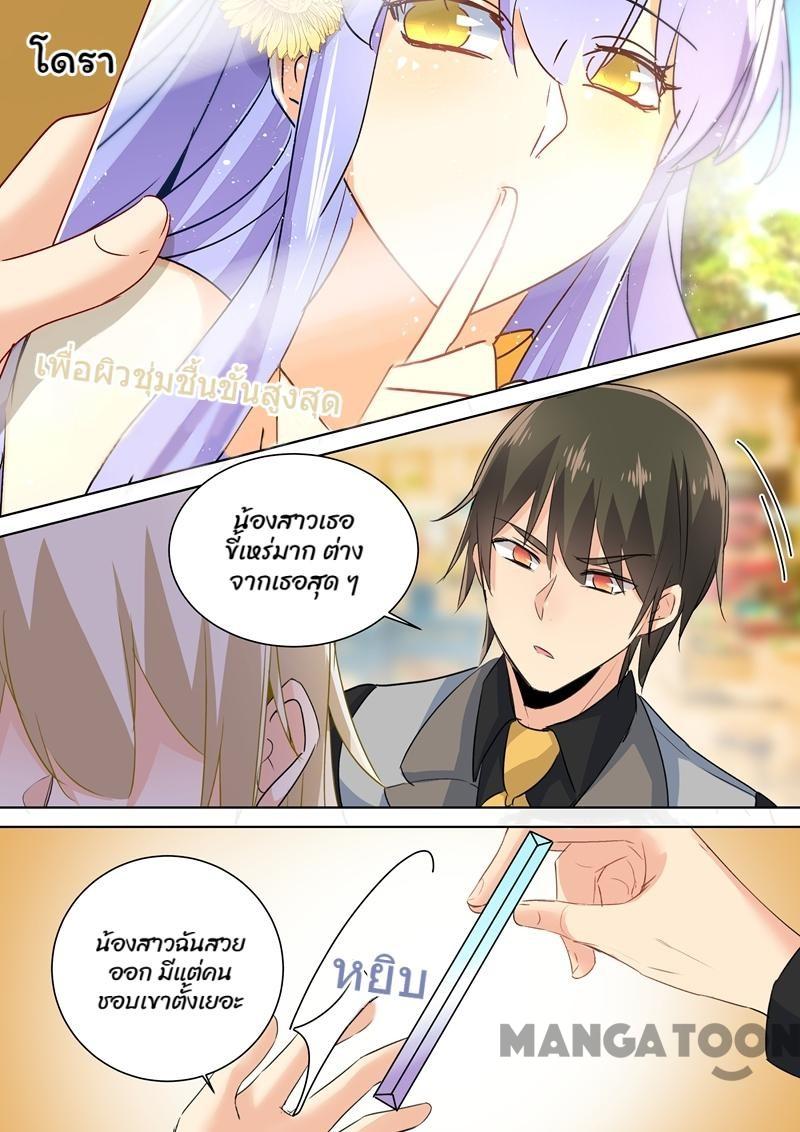 โดรา
เพื่อผิวชุ่มชื้นขั้นสูงสุด
น้องสาวเธอ
ขี้เหร่มาก ต่าง
จากเธอสุด ๆ
น้องสาวฉันสวย
ออก มีแต่คน
ชอบเขาตั้งเยอะ
หยิบ
MANGATOON